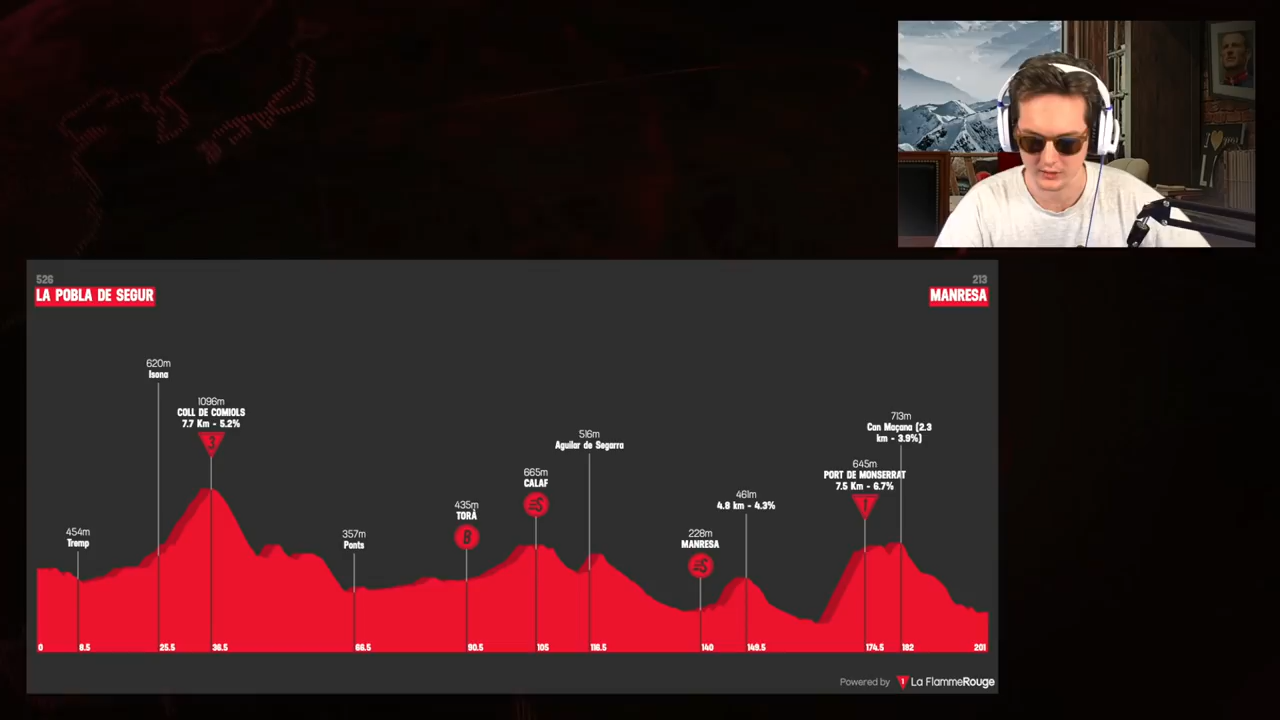 526
LA POBLA DE SEGUR
213
MANRESA
620m
Isona
1096m
COLL DE COMIOLS
7.7 Km - 5.2%
3
454m
Tremp
357m
Ponts
435m
TORÀ
B
665m
CALAF
S
516m
Aguilar de Segarra
228m
MANRESA
S
461m
4.8 km - 4.3%
713m
Can Maçana (2.3
km - 3.9%)
645m
PORT DE MONSERRAT
7.5 Km - 6.7%
1
0 8.5 25.5 36.5 66.5 90.5 105 116.5 140 149.5 174.5 182 201
Powered by 1 La FlammeRouge